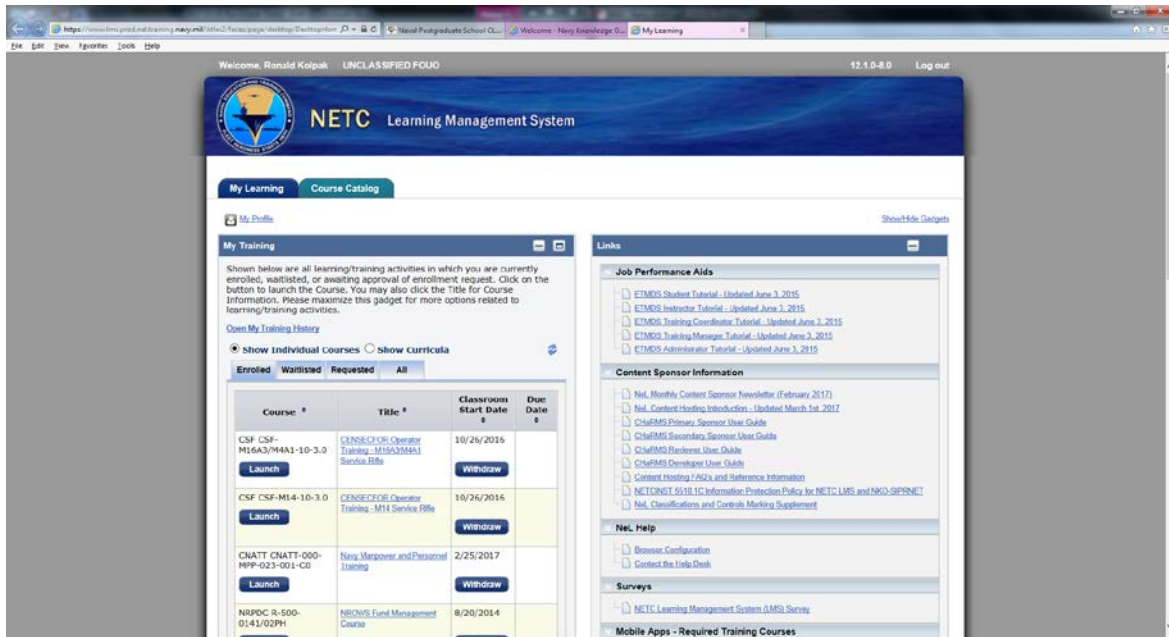 Naval Postgraduate School CL...
Welcome - Navy Knowledge O...
My Learning
File Edit View Favorites Tools Help
Welcome, Ronald Kolpak UNCLASSIFIED FOUO
12.1.0-8.0 Log out
NETC Learning Management System
My Learning
Course Catalog
My Profile
Show/Hide Gadgets
My Training
Shown below are all learning/training activities in which you are currently
enrolled, waitlisted, or awaiting approval of enrollment request. Click on the
button to launch the Course. You may also click the Title for Course
Information. Please maximize this gadget for more options related to
learning/training activities.
Open My Training History
Show Individual Courses Show Curricula
Enrolled Waitlisted Requested All
Course Title Classroom Start Date Due Date
CSF CSF-
M16A3/M4A1-10-3.0
Launch
CENSECFOR Operator
Training - M16A3/M4A1
Service Rifle
10/26/2016
Withdraw
CSF CSF-M14-10-3.0
Launch
CENSECFOR Operator
Training - M14 Service Rifle
10/26/2016
Withdraw
CNATT CNATT-000-
MPP-023-001-C0
Launch
Navy Manpower and Personnel
Training
2/25/2017
Withdraw
NRPDC R-500-
0141/02PH
NROWS Fund Management
Course
8/20/2014
Links
Job Performance Aids
ETMDS Student Tutorial - Updated June 3, 2015
ETMDS Instructor Tutorial - Updated June 3, 2015
ETMDS Training Coordinator Tutorial - Updated June 3, 2015
ETMDS Training Manager Tutorial - Updated June 3, 2015
ETMDS Administrator Tutorial - Updated June 3, 2015
Content Sponsor Information
NeL Monthly Content Sponsor Newsletter (February 2017)
NeL Content Hosting Introduction - Updated March 1st, 2017
CHaRMS Primary Sponsor User Guide
CHaRMS Secondary Sponsor User Guide
CHaRMS Reviewer User Guide
CHaRMS Developer User Guide
Content Hosting FAQ's and Reference Information
NETCINST 5510.1C Information Protection Policy for NETC LMS and NKO-SIPRNET
NeL Classifications and Controls Marking Supplement
NeL Help
Browser Configuration
Contact the Help Desk
Surveys
NETC Learning Management System (LMS) Survey
Mobile Apps - Required Training Courses